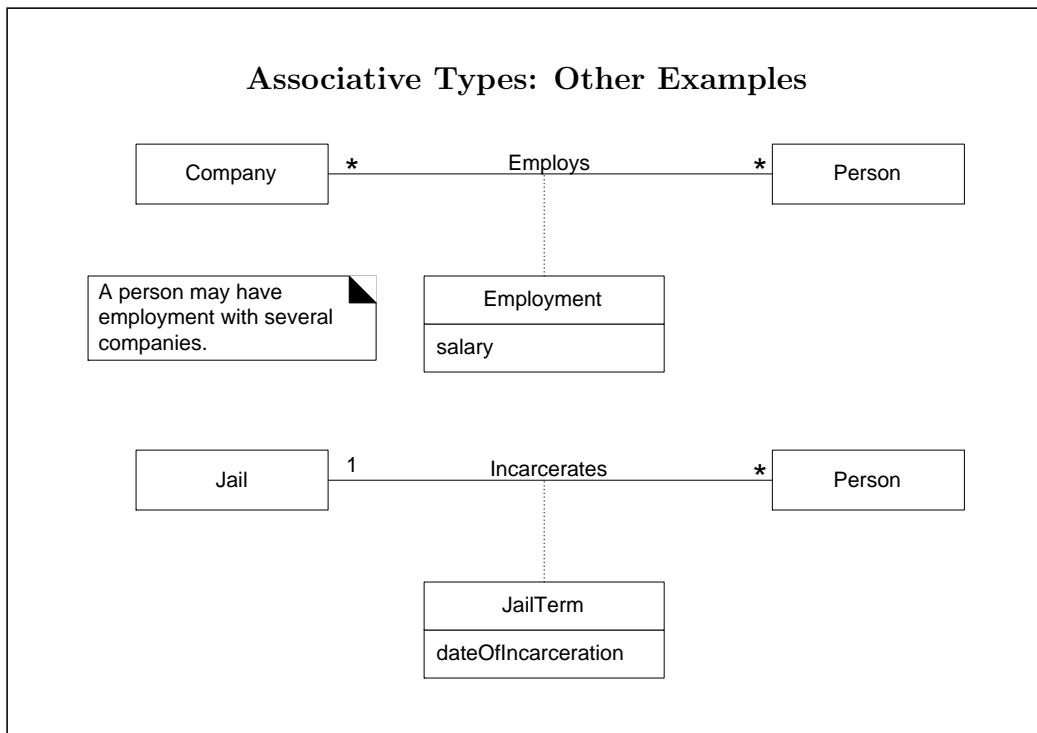 Associative Types: Other Examples
Company
*
Employs
*
Person
A person may have
employment with several
companies.
Employment
salary
Jail
1
Incarcerates
*
Person
JailTerm
dateOfIncarceration